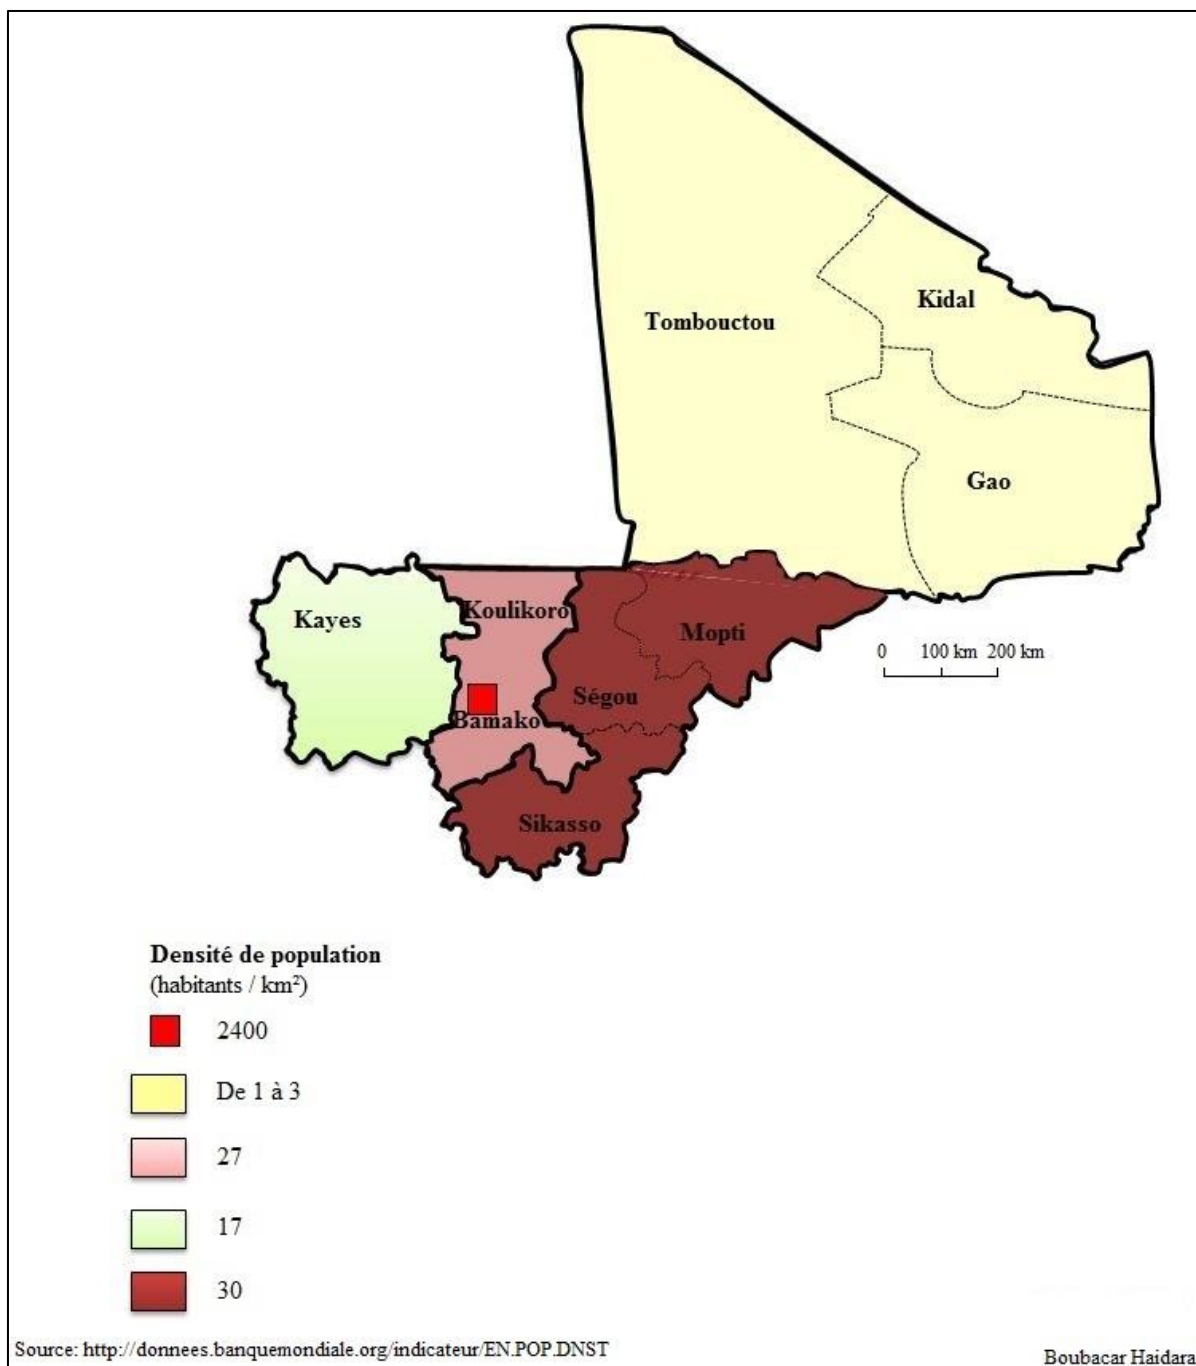 Kidal
Tombouctou
Gao
Koulikoro
Kayes
Mopti
0 100 km 200 km
Ségou
Bamako
Sikasso
Densité de population
(habitants / km²)
2400
De 1 à 3
27
17
30
Source: http://donnees.banquemondiale.org/indicateur/EN.POP.DNST
Boubacar Haidara